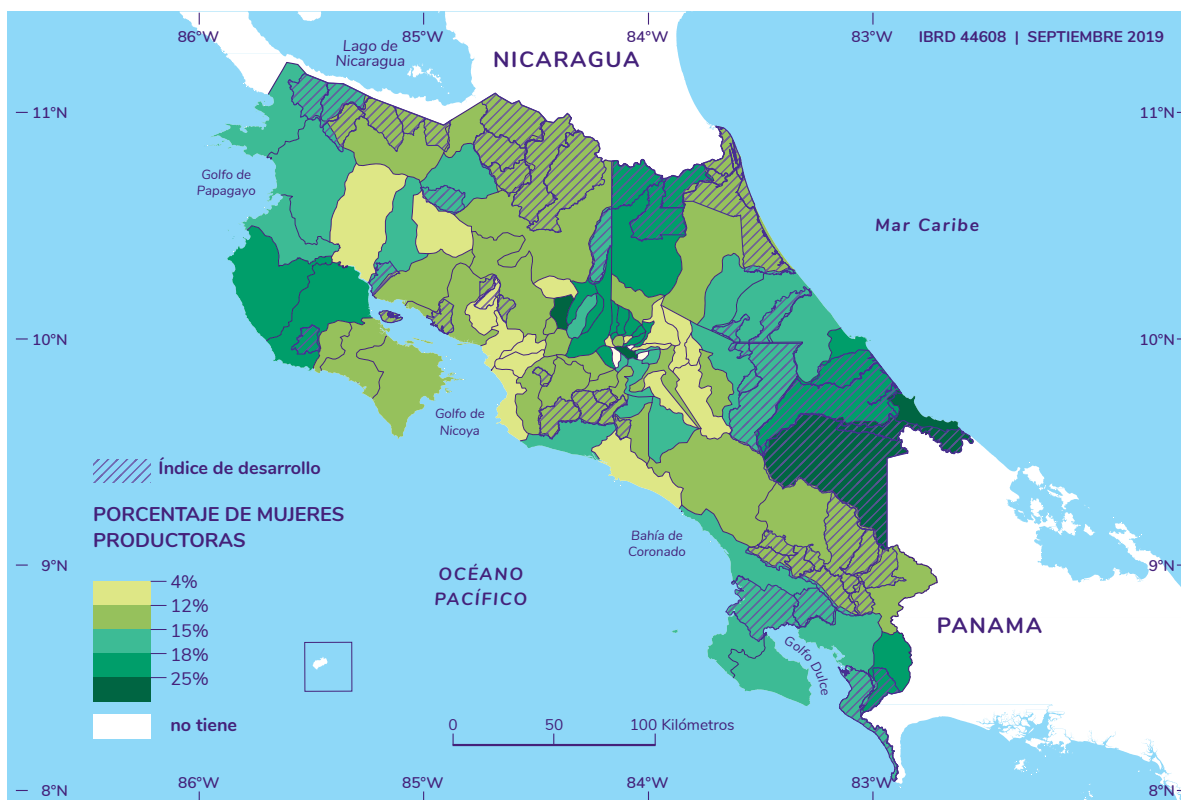 86°W
85°W
84°W
83°W
IBRD 44608 | SEPTIEMBRE 2019
Lago de
Nicaragua
NICARAGUA
11°N
11°N
Golfo de
Papagayo
Mar Caribe
10°N
10°N
Golfo de
Nicoya
Índice de desarrollo
PORCENTAJE DE MUJERES
PRODUCTORAS
Bahía de
Coronado
9°N
9°N
OCÉANO
PACÍFICO
4%
12%
15%
18%
25%
no tiene
PANAMA
Golfo Dulce
0
50
100 Kilómetros
86°W
85°W
84°W
83°W
8°N
8°N